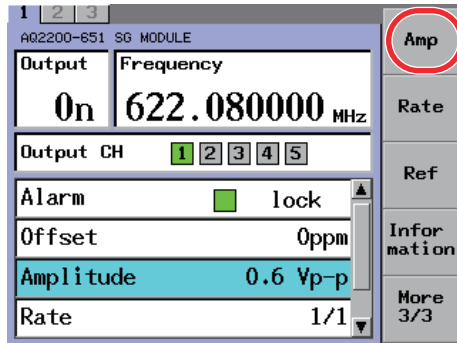 1 2 3
AQ2200-651 SG MODULE
Output Frequency
On 622.080000 MHz
Output CH 1 2 3 4 5
Alarm lock
Offset 0ppm
Amplitude 0.6 Vp-p
Rate 1/1
Amp
Rate
Ref
Infor
mation
More
3/3